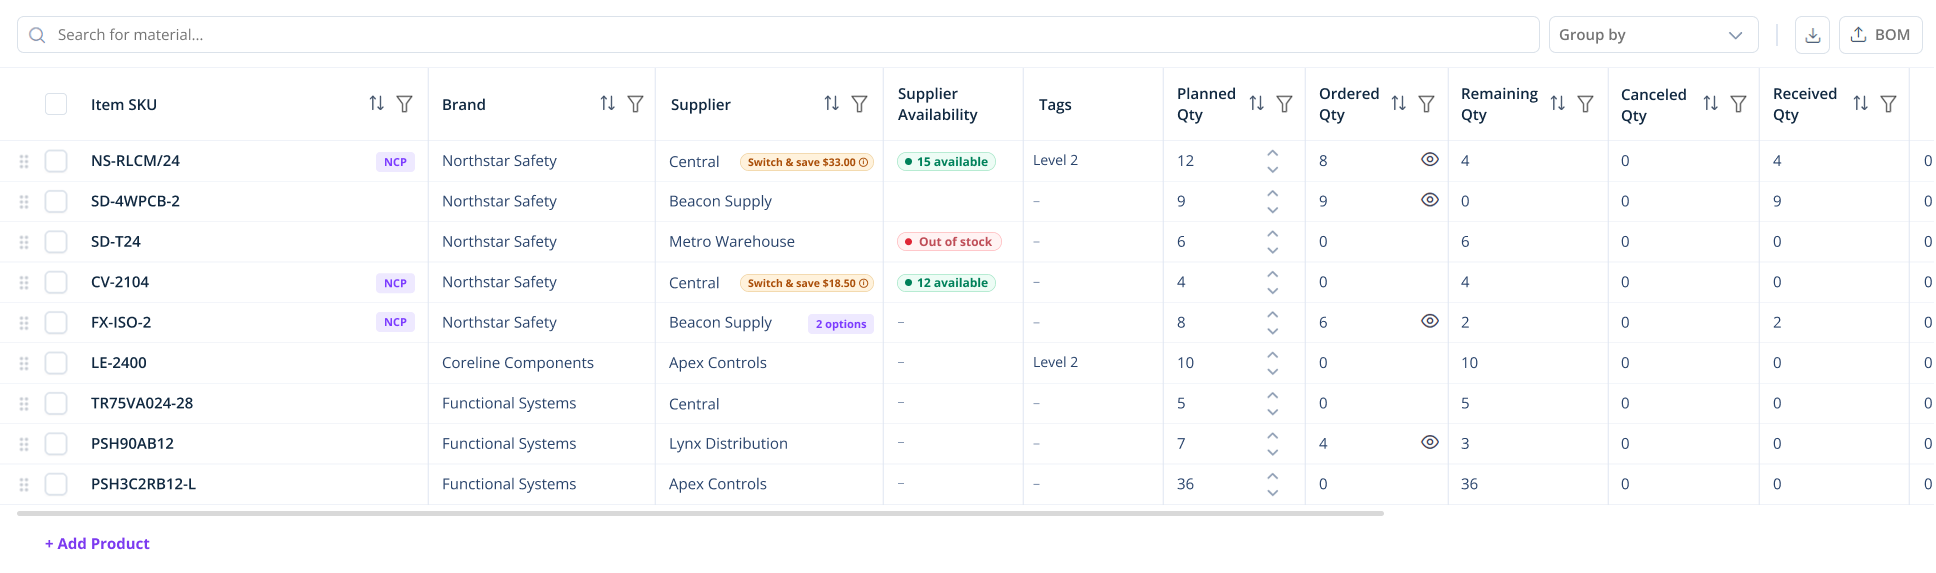 Search for material...
Group by
BOM
Item SKU Brand Supplier Supplier Availability Tags Planned Qty Ordered Qty Remaining Qty Canceled Qty Received Qty
NS-RLCM/24 NCP Northstar Safety Central Switch & save $33.00 15 available Level 2 12 8 4 0 4 0
SD-4WPCB-2 Northstar Safety Beacon Supply – 9 9 0 0 9 0
SD-T24 Northstar Safety Metro Warehouse Out of stock – 6 0 6 0 0 0
CV-2104 NCP Northstar Safety Central Switch & save $18.50 12 available – 4 0 4 0 0 0
FX-ISO-2 NCP Northstar Safety Beacon Supply 2 options – – 8 6 2 0 2 0
LE-2400 Coreline Components Apex Controls – Level 2 10 0 10 0 0 0
TR75VA024-28 Functional Systems Central – – 5 0 5 0 0 0
PSH90AB12 Functional Systems Lynx Distribution – – 7 4 3 0 0 0
PSH3C2RB12-L Functional Systems Apex Controls – – 36 0 36 0 0 0
+ Add Product